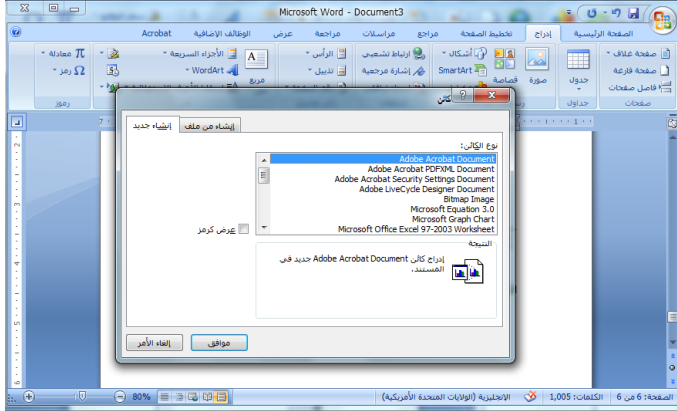 Microsoft Word - Document3
الصفحة الرئيسية إدراج تخطيط الصفحة مراجع مراسلات مراجعة عرض الوظائف الإضافية Acrobat
صفحة غلاف
صفحة فارغة
فاصل صفحات
صفحات
جدول
جداول
صورة
قصاصة
أشكال
SmartArt
ارتباط تشعبي
إشارة مرجعية
الرأس
تذييل
مربع
الأجزاء السريعة
WordArt
معادلة
رمز
رموز
كائن
إنشاء جديد
إنشاء من ملف
نوع الكائن:
Adobe Acrobat Document
Adobe Acrobat PDFXML Document
Adobe Acrobat Security Settings Document
Adobe LiveCycle Designer Document
Bitmap Image
Microsoft Equation 3.0
Microsoft Graph Chart
Microsoft Office Excel 97-2003 Worksheet
عرض كرمز
النتيجة
إدراج كائن Adobe Acrobat Document جديد في
المستند.
موافق
إلغاء الأمر
الصفحة: 6 من 6
الكلمات: 1,005
الإنجليزية (الولايات المتحدة الأمريكية)
80%